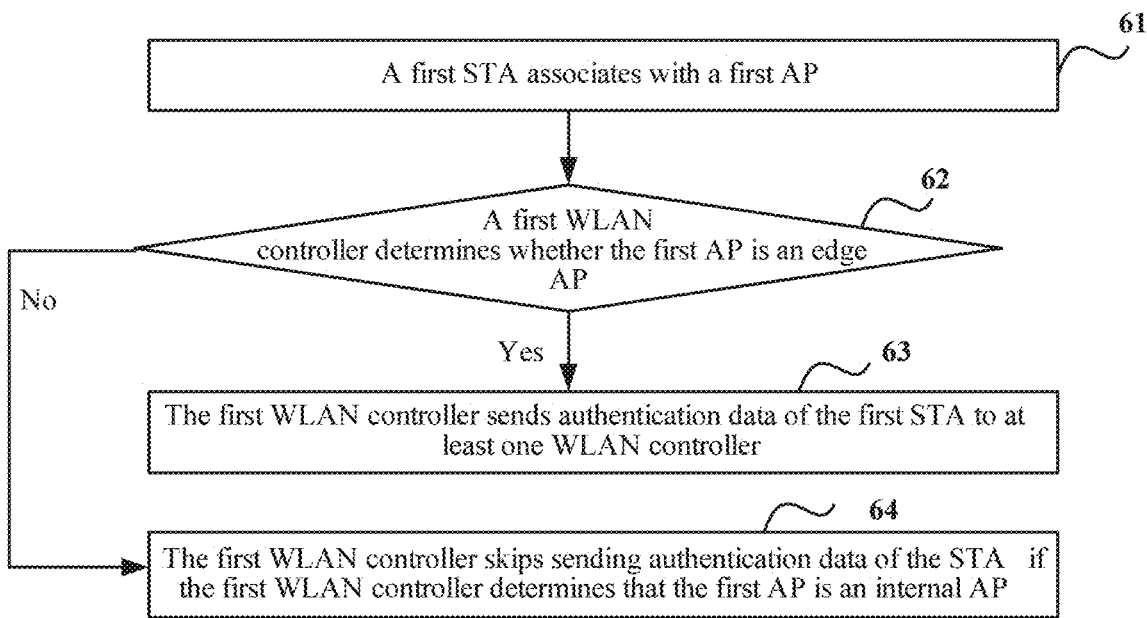 61
A first STA associates with a first AP
62
A first WLAN
controller determines whether the first AP is an edge
AP
No
Yes
63
The first WLAN controller sends authentication data of the first STA to at
least one WLAN controller
64
The first WLAN controller skips sending authentication data of the STA if
the first WLAN controller determines that the first AP is an internal AP